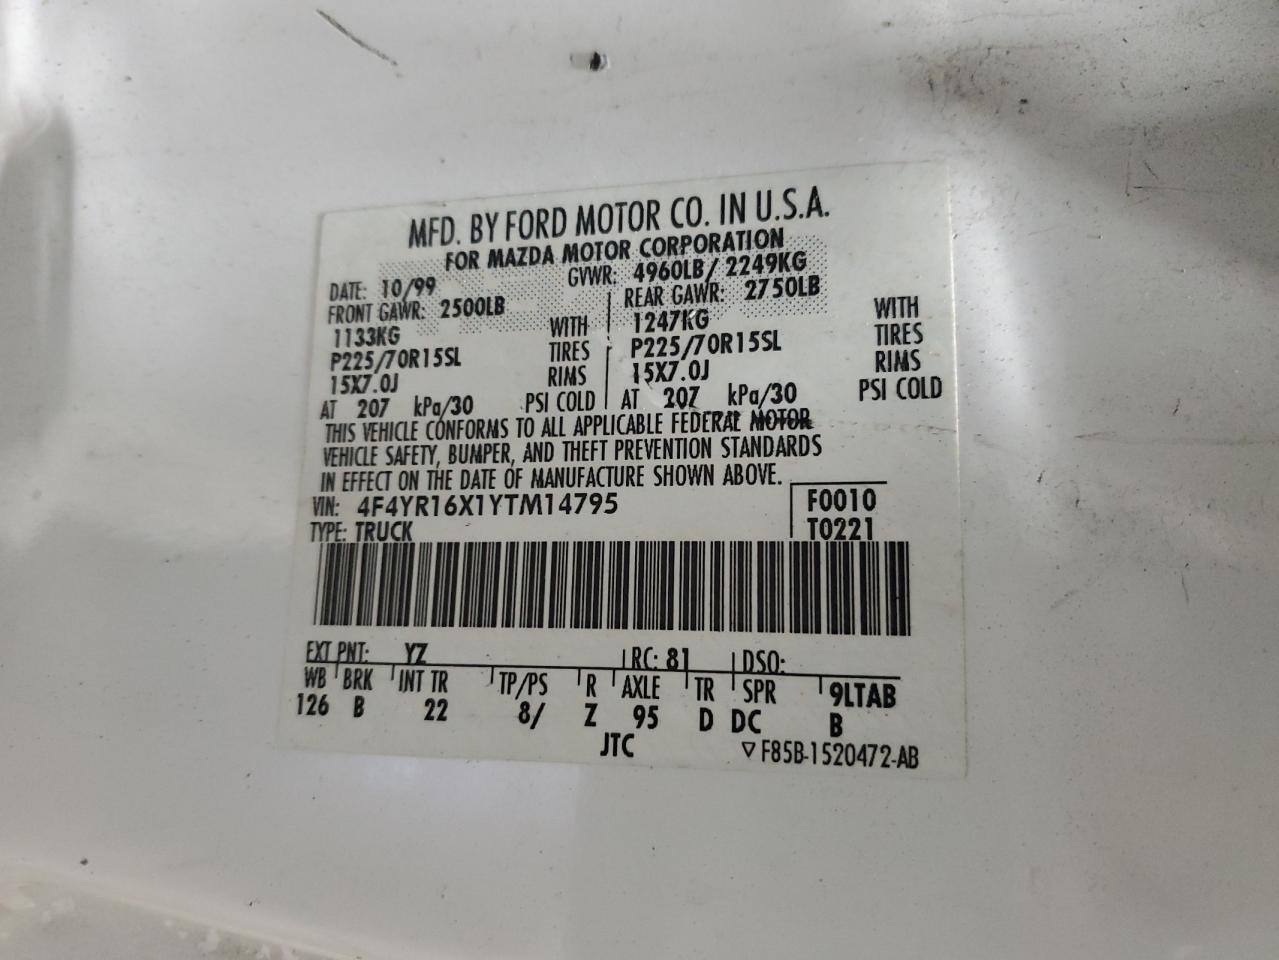 MFD. BY FORD MOTOR CO. IN U.S.A.
FOR MAZDA MOTOR CORPORATION
DATE: 10/99 GVWR: 4960LB/ 2249KG
FRONT GAWR: 2500LB REAR GAWR: 2750LB
1133KG WITH 1247KG WITH
P225/70R15SL TIRES P225/70R15SL TIRES
15X7.0J RIMS 15X7.0J RIMS
AT 207 kPa/30 PSI COLD AT 207 kPa/30 PSI COLD
THIS VEHICLE CONFORMS TO ALL APPLICABLE FEDERAL MOTOR
VEHICLE SAFETY, BUMPER, AND THEFT PREVENTION STANDARDS
IN EFFECT ON THE DATE OF MANUFACTURE SHOWN ABOVE.
VIN: 4F4YR16X1YTM14795 F0010
TYPE: TRUCK T0221
EXT PNT: YZ RC: 81 DSO:
WB BRK INT TR TP/PS R AXLE TR SPR 9LTAB
126 B 22 8/ Z 95 D DC B
JTC ▽F85B-1520472-AB